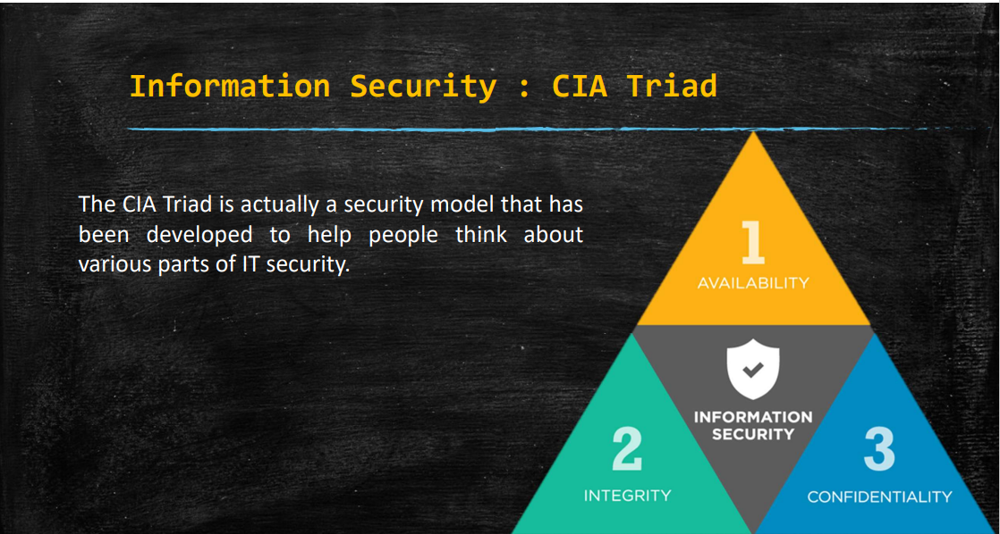 Information Security : CIA Triad
The CIA Triad is actually a security model that has
been developed to help people think about
various parts of IT security.
1
AVAILABILITY
INFORMATION
SECURITY
2
INTEGRITY
3
CONFIDENTIALITY